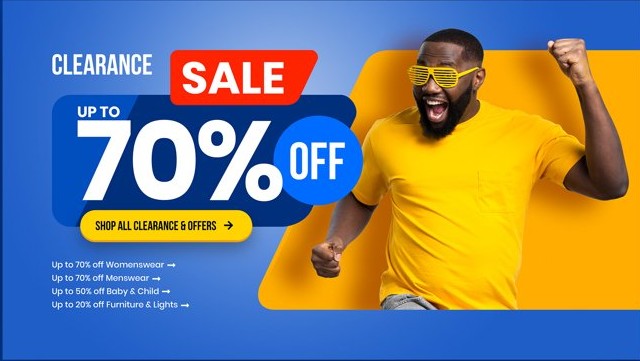 CLEARANCE
SALE
UP TO
70% OFF
SHOP ALL CLEARANCE & OFFERS →
Up to 70% off Womenswear →
Up to 70% off Menswear →
Up to 50% off Baby & Child →
Up to 20% off Furniture & Lights →